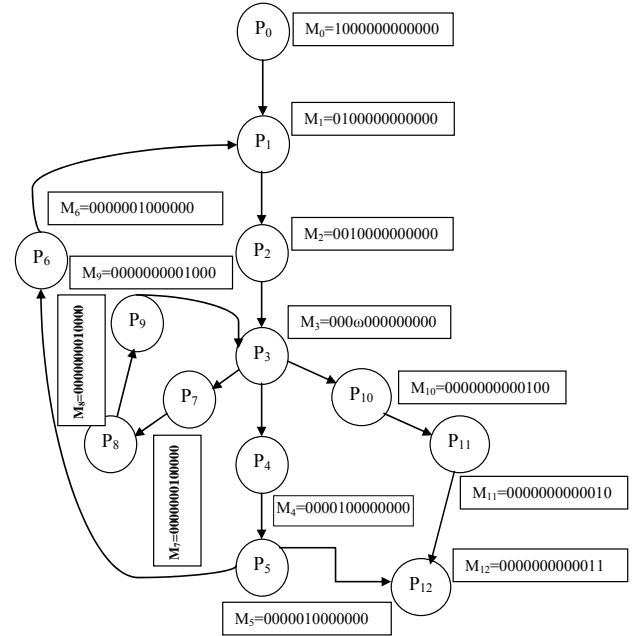 P₀ M₀=1000000000000
P₁ M₁=0100000000000
M₆=0000001000000
P₂ M₂=0010000000000
P₆ M₉=0000000001000
P₉ M₃=000ω000000000
M₈=0000000010000
P₃
P₇ P₁₀ M₁₀=0000000000100
P₈ P₁₁
P₄
M₇=0000000100000
M₁₁=0000000000010
M₄=0000100000000
P₅ P₁₂ M₁₂=0000000000011
M₅=0000010000000